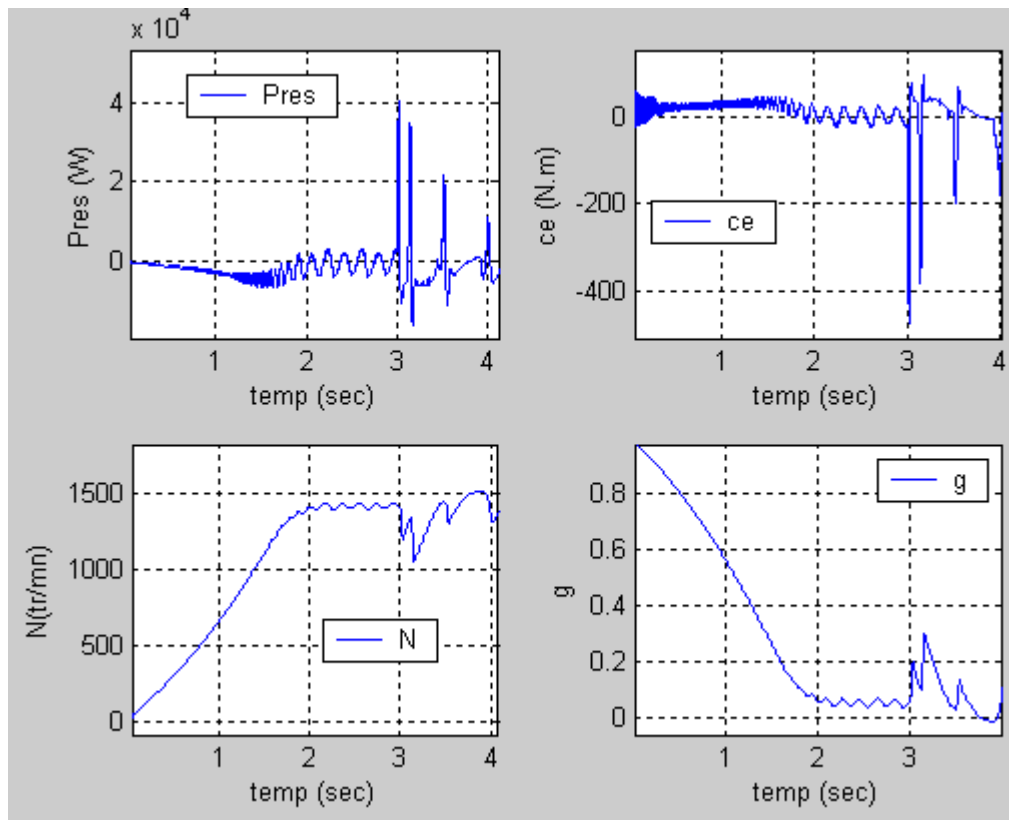 x 10^4
Pres (W)
4
2
0
Pres
1
2
3
4
temp (sec)
ce (N.m)
0
-200
-400
ce
1
2
3
4
temp (sec)
N(tr/mn)
1500
1000
500
0
N
1
2
3
4
temp (sec)
g
0.8
0.6
0.4
0.2
0
g
1
2
3
temp (sec)